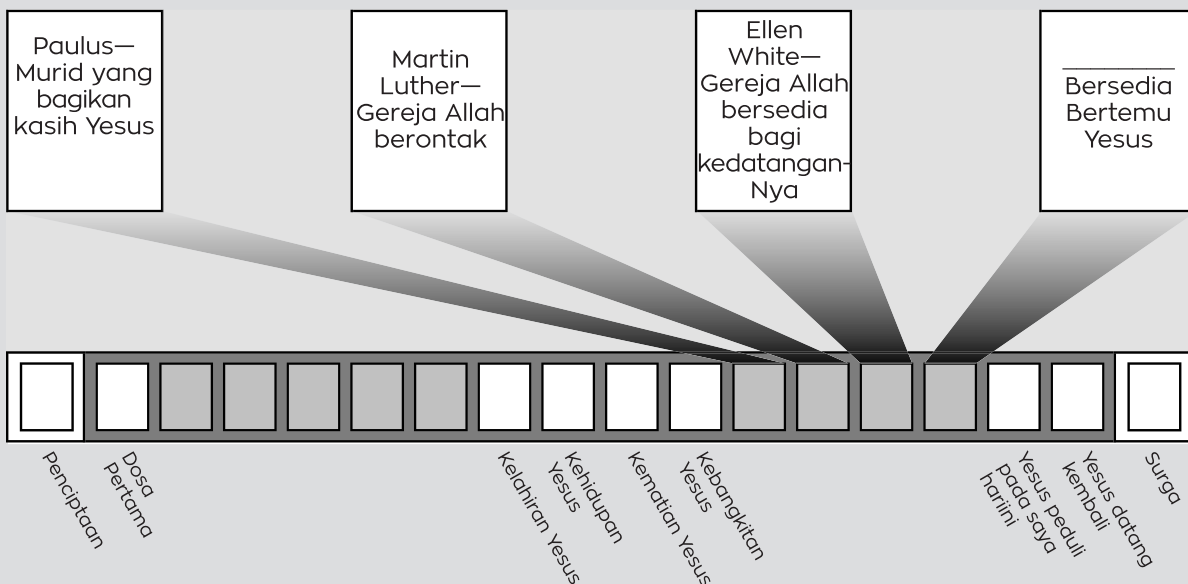 Paulus—
Murid yang
bagikan
kasih Yesus
Martin
Luther—
Gereja Allah
berontak
Ellen
White—
Gereja Allah
bersedia
bagi
kedatangan-
Nya
__________
Bersedia
Bertemu
Yesus
Penciptaan
Dosa
Pertama
Kelahiran Yesus
Kehidupan
Yesus
Kematian Yesus
Kebangkitan
Yesus
Yesus peduli
pada saya
hariini
Yesus datang
kembali
Surga